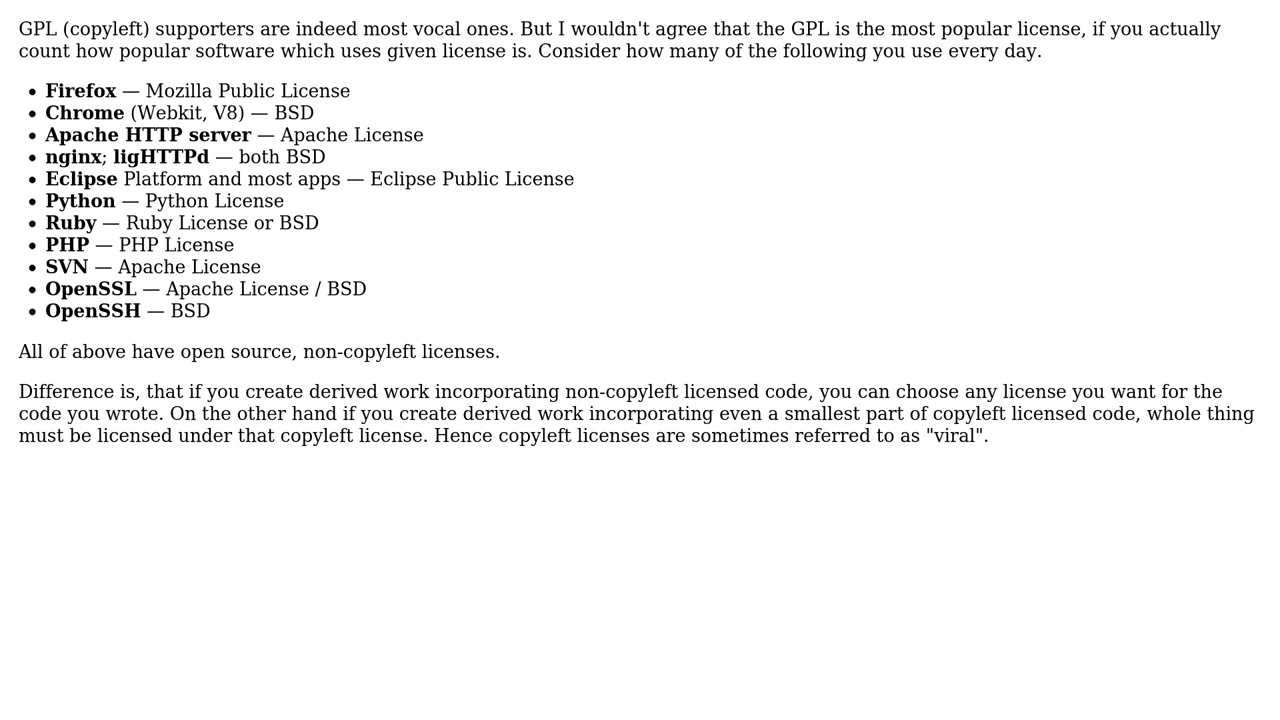 GPL (copyleft) supporters are indeed most vocal ones. But I wouldn't agree that the GPL is the most popular license, if you actually
count how popular software which uses given license is. Consider how many of the following you use every day.
• Firefox — Mozilla Public License
• Chrome (Webkit, V8) — BSD
• Apache HTTP server — Apache License
• nginx; ligHTTPd — both BSD
• Eclipse Platform and most apps — Eclipse Public License
• Python — Python License
• Ruby — Ruby License or BSD
• PHP — PHP License
• SVN — Apache License
• OpenSSL — Apache License / BSD
• OpenSSH — BSD
All of above have open source, non-copyleft licenses.
Difference is, that if you create derived work incorporating non-copyleft licensed code, you can choose any license you want for the
code you wrote. On the other hand if you create derived work incorporating even a smallest part of copyleft licensed code, whole thing
must be licensed under that copyleft license. Hence copyleft licenses are sometimes referred to as "viral".